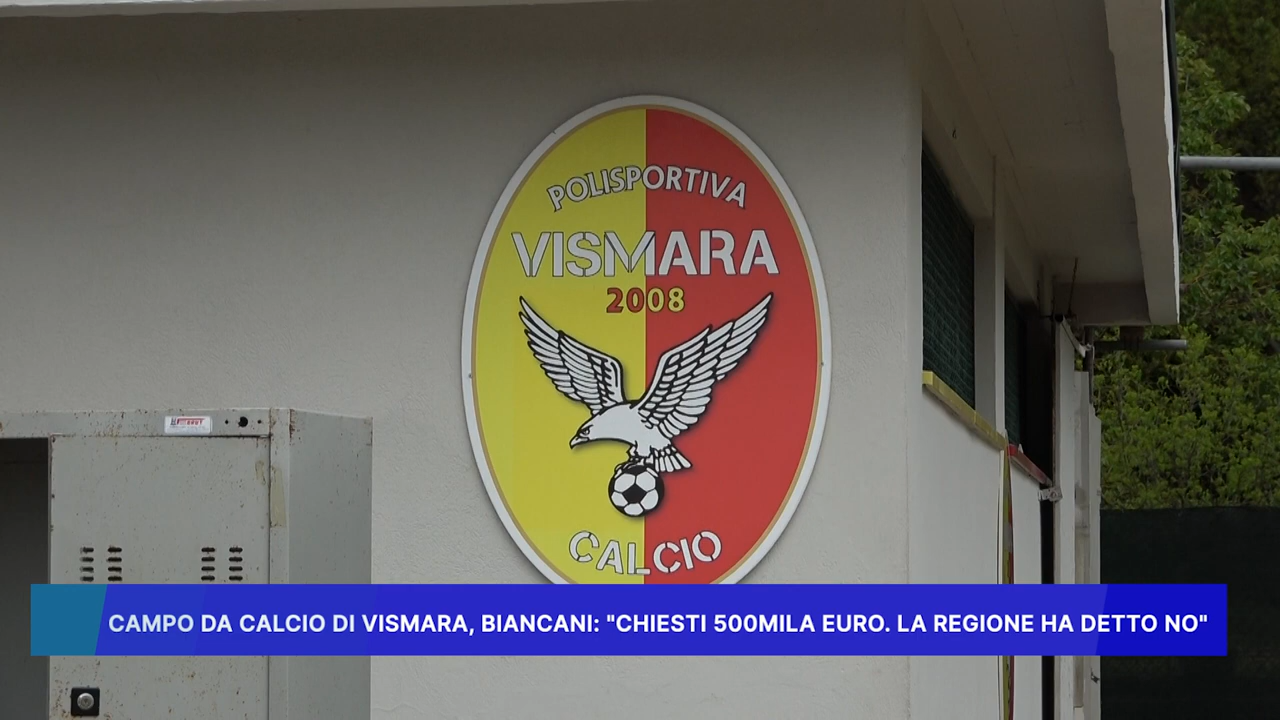 POLISPORTIVA
VISMARA
2008
CALCIO
CAMPO DA CALCIO DI VISMARA, BIANCANI: "CHIESTI 500MILA EURO. LA REGIONE HA DETTO NO"